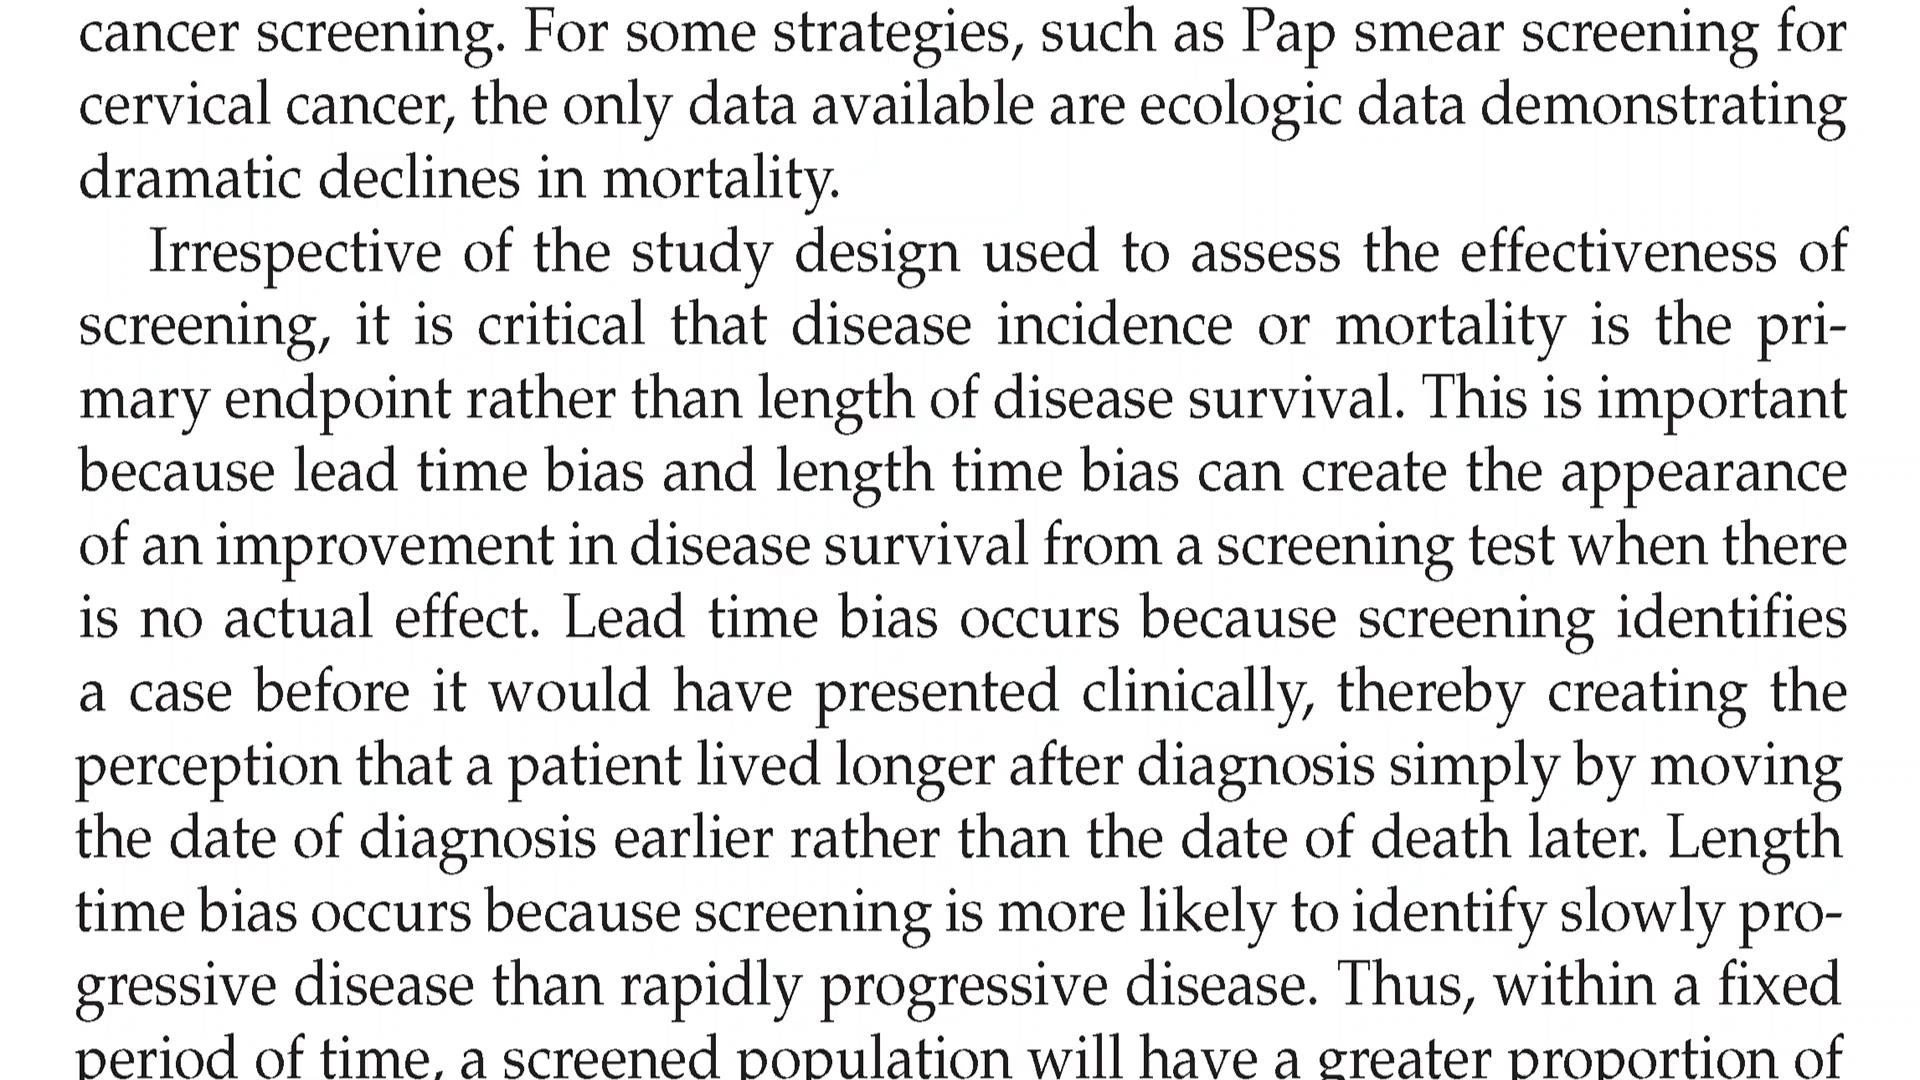 cancer screening. For some strategies, such as Pap smear screening for
cervical cancer, the only data available are ecologic data demonstrating
dramatic declines in mortality.
Irrespective of the study design used to assess the effectiveness of
screening, it is critical that disease incidence or mortality is the pri-
mary endpoint rather than length of disease survival. This is important
because lead time bias and length time bias can create the appearance
of an improvement in disease survival from a screening test when there
is no actual effect. Lead time bias occurs because screening identifies
a case before it would have presented clinically, thereby creating the
perception that a patient lived longer after diagnosis simply by moving
the date of diagnosis earlier rather than the date of death later. Length
time bias occurs because screening is more likely to identify slowly pro-
gressive disease than rapidly progressive disease. Thus, within a fixed
period of time, a screened population will have a greater proportion of